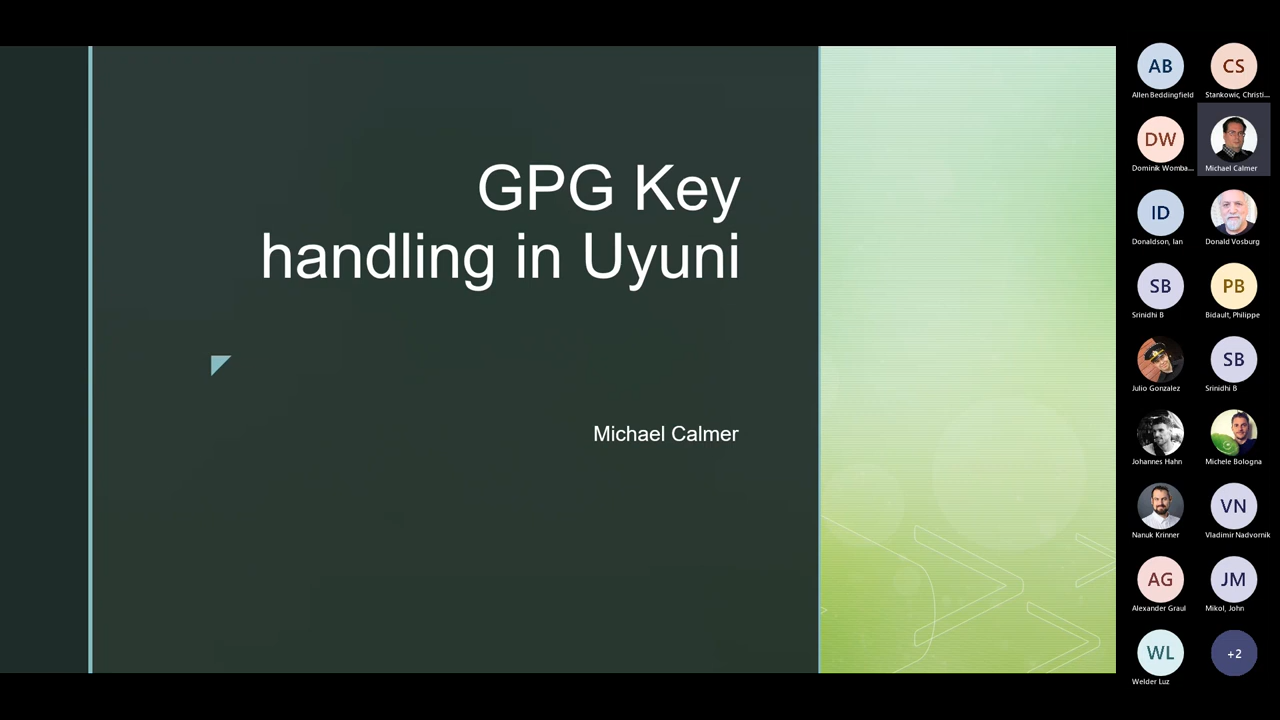 GPG Key
handling in Uyuni
Michael Calmer
AB
CS
Allen Beddingfield
Stankowic, Christi...
DW
Dominik Womba...
Michael Calmer
ID
Donaldson, Ian
Donald Vosburg
SB
PB
Srinidhi B
Bidault, Philippe
SB
Julio Gonzalez
Srinidhi B
Johannes Hahn
Michele Bologna
VN
Nanuk Krinner
Vladimir Nadvornik
AG
JM
Alexander Graul
Mikol, John
WL
+2
Welder Luz